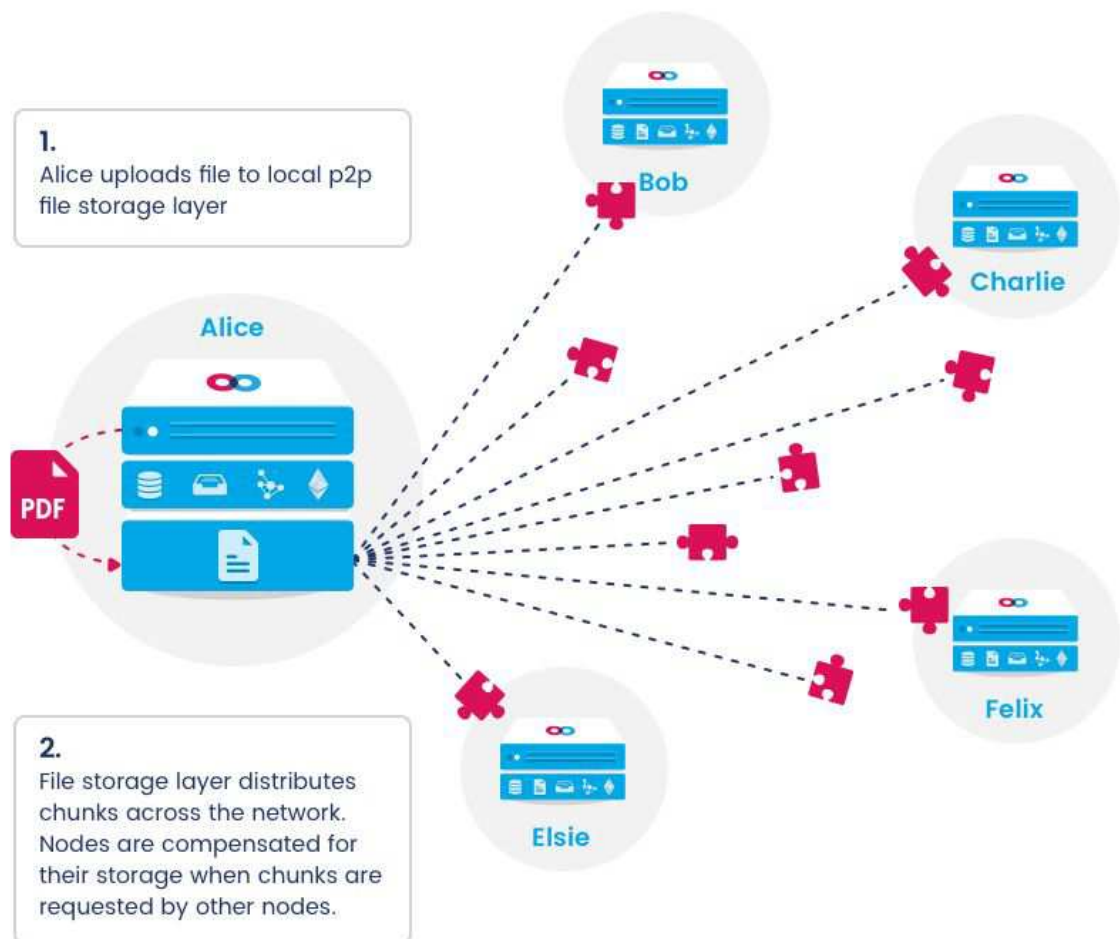 1.
Alice uploads file to local p2p
file storage layer
Bob
Charlie
Alice
PDF
Felix
Elsie
2.
File storage layer distributes
chunks across the network.
Nodes are compensated for
their storage when chunks are
requested by other nodes.